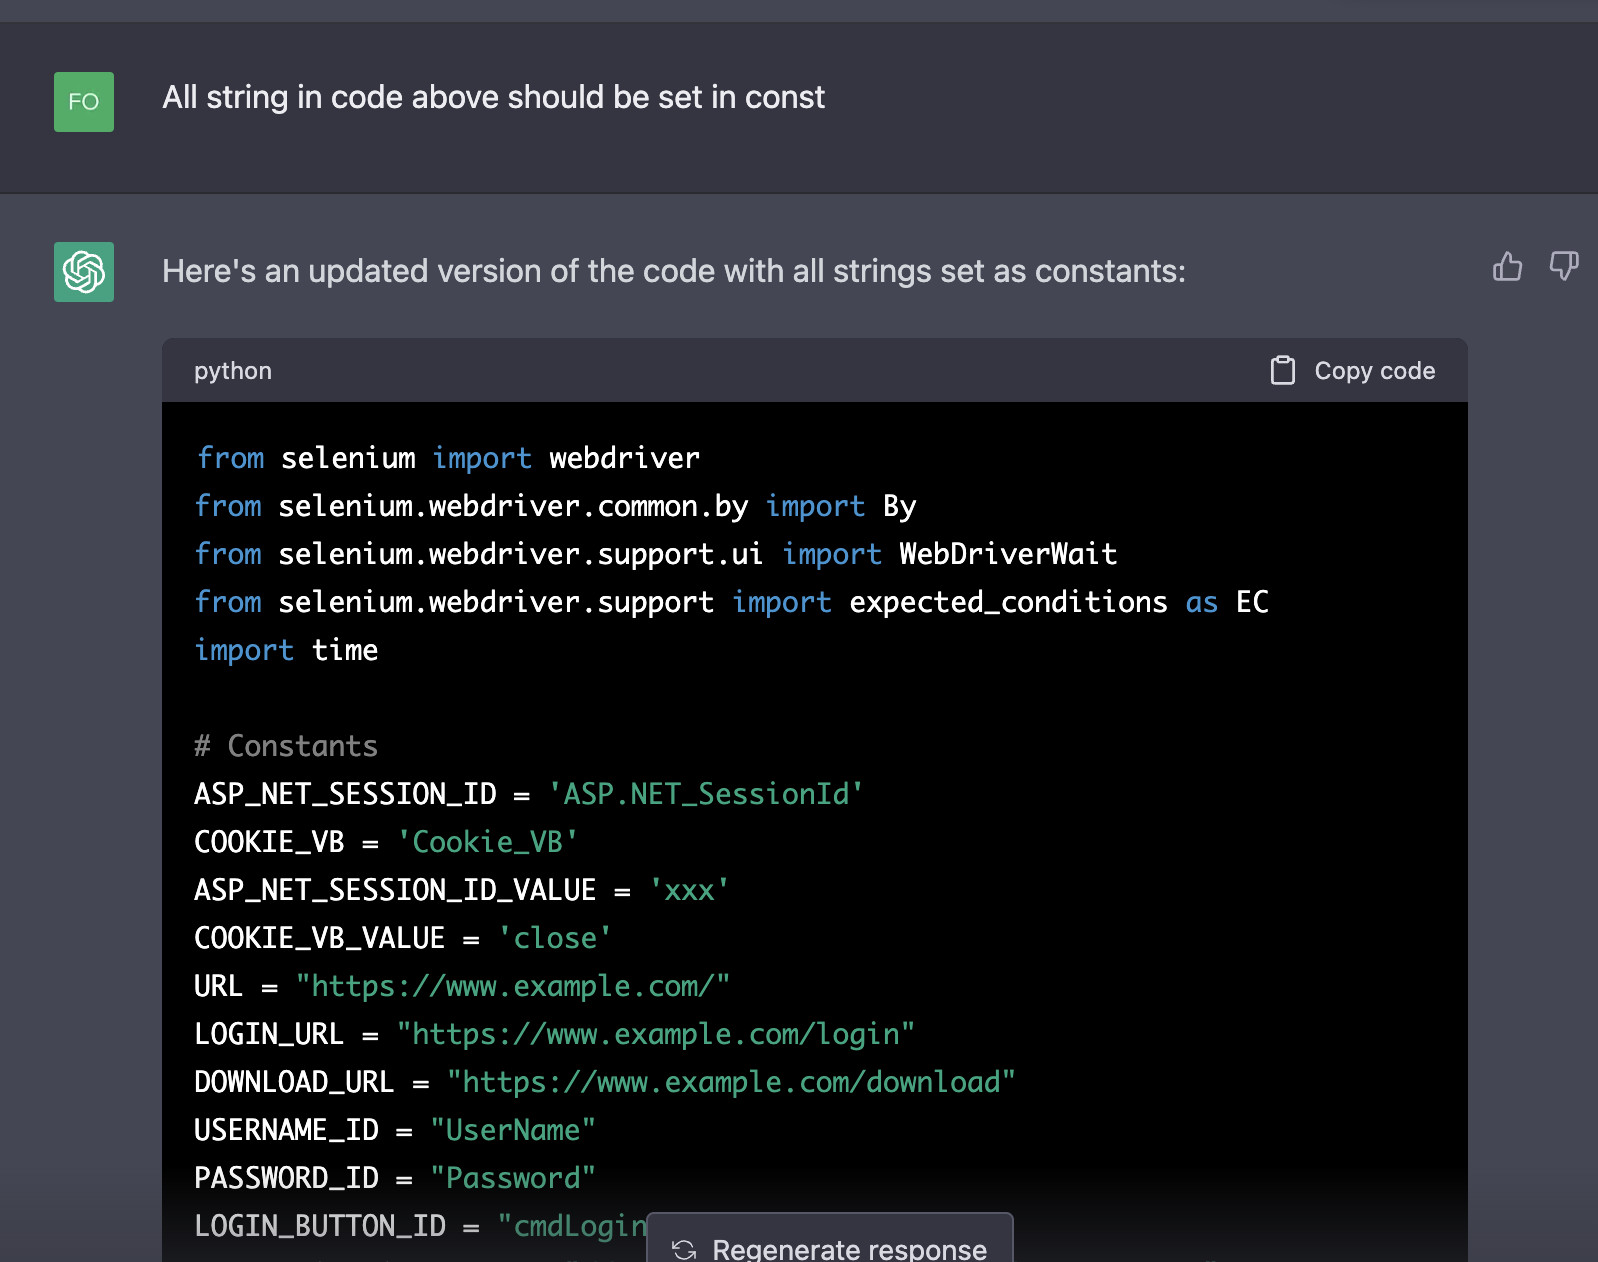 FO
All string in code above should be set in const
Here's an updated version of the code with all strings set as constants:
python
Copy code
from selenium import webdriver
from selenium.webdriver.common.by import By
from selenium.webdriver.support.ui import WebDriverWait
from selenium.webdriver.support import expected_conditions as EC
import time
# Constants
ASP_NET_SESSION_ID = 'ASP.NET_SessionId'
COOKIE_VB = 'Cookie_VB'
ASP_NET_SESSION_ID_VALUE = 'xxx'
COOKIE_VB_VALUE = 'close'
URL = "https://www.example.com/"
LOGIN_URL = "https://www.example.com/login"
DOWNLOAD_URL = "https://www.example.com/download"
USERNAME_ID = "UserName"
PASSWORD_ID = "Password"
LOGIN_BUTTON_ID = "cmdLogin
Regenerate response